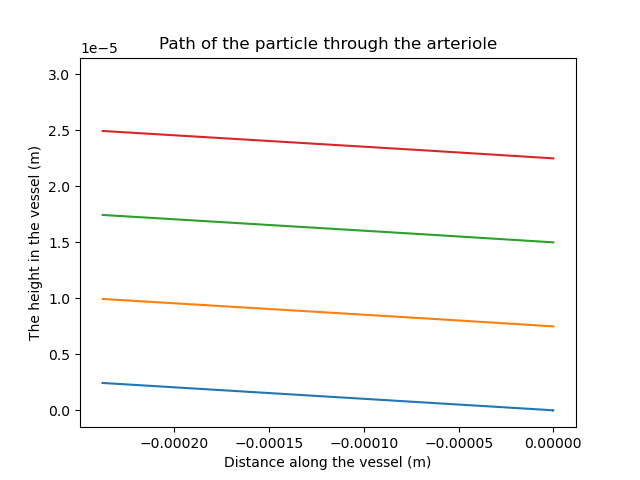 Path of the particle through the arteriole
1e−5
3.0
2.5
2.0
1.5
1.0
0.5
0.0
The height in the vessel (m)
−0.00020 −0.00015 −0.00010 −0.00005 0.00000
Distance along the vessel (m)